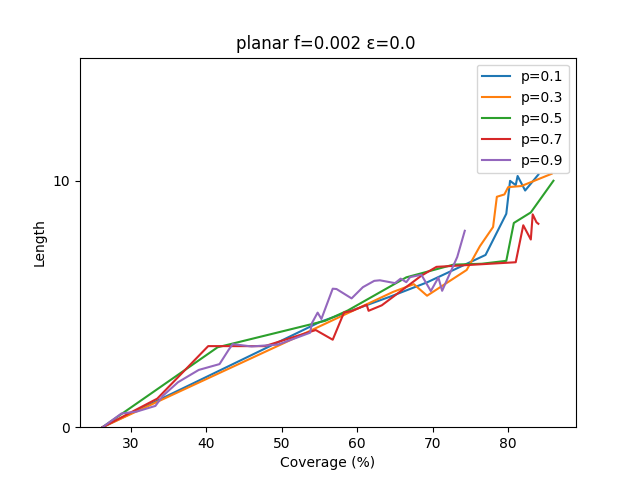 planar f=0.002 ε=0.0
p=0.1
p=0.3
p=0.5
p=0.7
p=0.9
10
0
Length
30 40 50 60 70 80
Coverage (%)